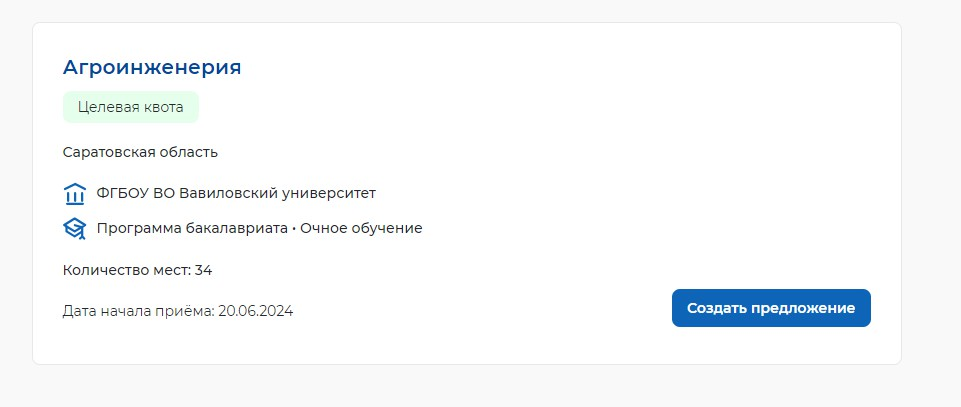 Агроинженерия
Целевая квота
Саратовская область
ФГБОУ ВО Вавиловский университет
Программа бакалавриата • Очное обучение
Количество мест: 34
Дата начала приёма: 20.06.2024
Создать предложение